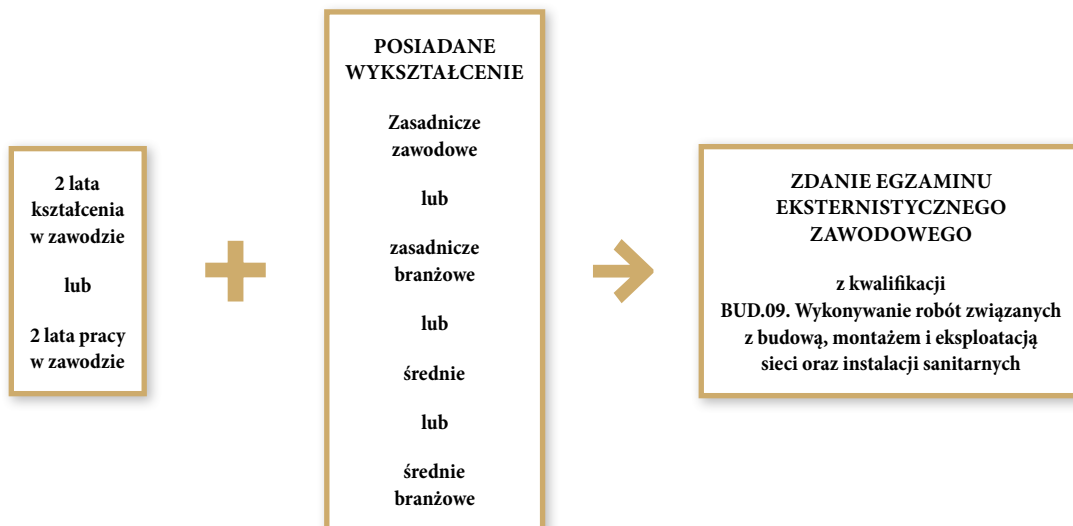 2 lata
kształcenia
w zawodzie
lub
2 lata pracy
w zawodzie
POSIADANE
WYKSZTAŁCENIE
Zasadnicze
zawodowe
lub
zasadnicze
branżowe
lub
średnie
lub
średnie
branżowe
ZDANIE EGZAMINU
EKSTERNISTYCZNEGO
ZAWODOWEGO
z kwalifikacji
BUD.09. Wykonywanie robót związanych
z budową, montażem i eksploatacją
sieci oraz instalacji sanitarnych